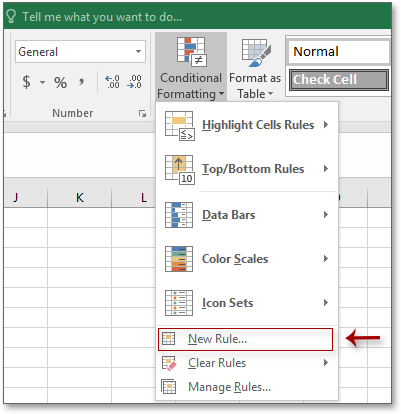 Tell me what you want to do...
General
$ % ,
←.0 .00
.00 →.0
Number
Conditional
Formatting
Format as
Table
Normal
Check Cell
Highlight Cells Rules
Top/Bottom Rules
10
Data Bars
Color Scales
Icon Sets
New Rule...
Clear Rules
Manage Rules...
J K L